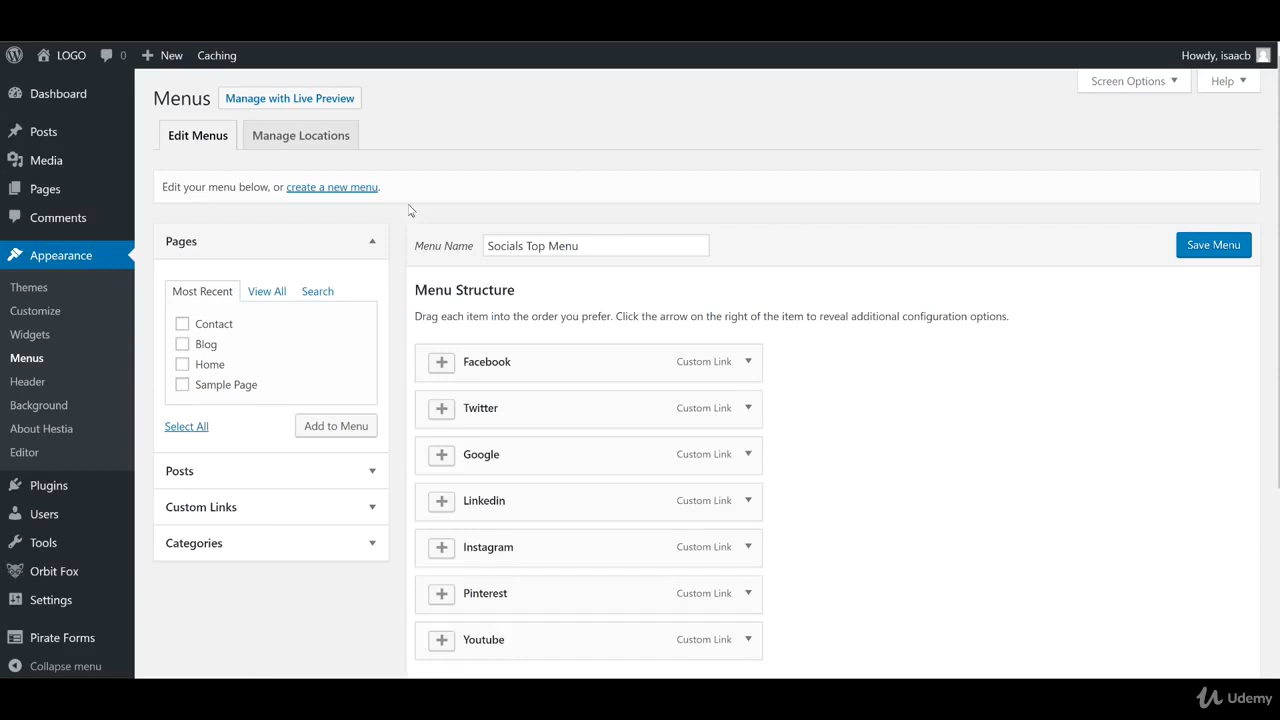 LOGO 0 New Caching Howdy, isaacb
Dashboard
Posts
Media
Pages
Comments
Appearance
Themes
Customize
Widgets
Menus
Header
Background
About Hestia
Editor
Plugins
Users
Tools
Orbit Fox
Settings
Pirate Forms
Collapse menu
Screen Options Help
Menus Manage with Live Preview
Edit Menus Manage Locations
Edit your menu below, or create a new menu.
Pages
Most Recent View All Search
Contact
Blog
Home
Sample Page
Select All Add to Menu
Posts
Custom Links
Categories
Menu Name Socials Top Menu Save Menu
Menu Structure
Drag each item into the order you prefer. Click the arrow on the right of the item to reveal additional configuration options.
Facebook Custom Link
Twitter Custom Link
Google Custom Link
Linkedin Custom Link
Instagram Custom Link
Pinterest Custom Link
Youtube Custom Link
Udemy